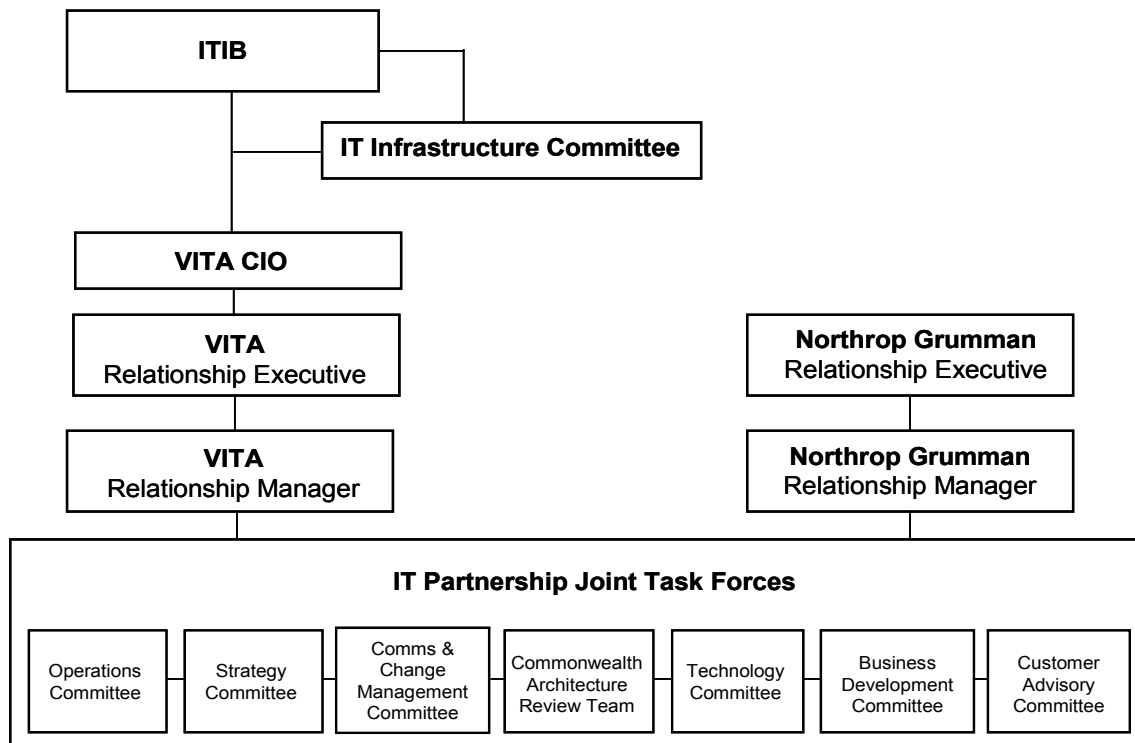 ITIB
IT Infrastructure Committee
VITA CIO
VITA
Relationship Executive
Northrop Grumman
Relationship Executive
VITA
Relationship Manager
Northrop Grumman
Relationship Manager
IT Partnership Joint Task Forces
Operations
Committee
Strategy
Committee
Comms &
Change
Management
Committee
Commonwealth
Architecture
Review Team
Technology
Committee
Business
Development
Committee
Customer
Advisory
Committee